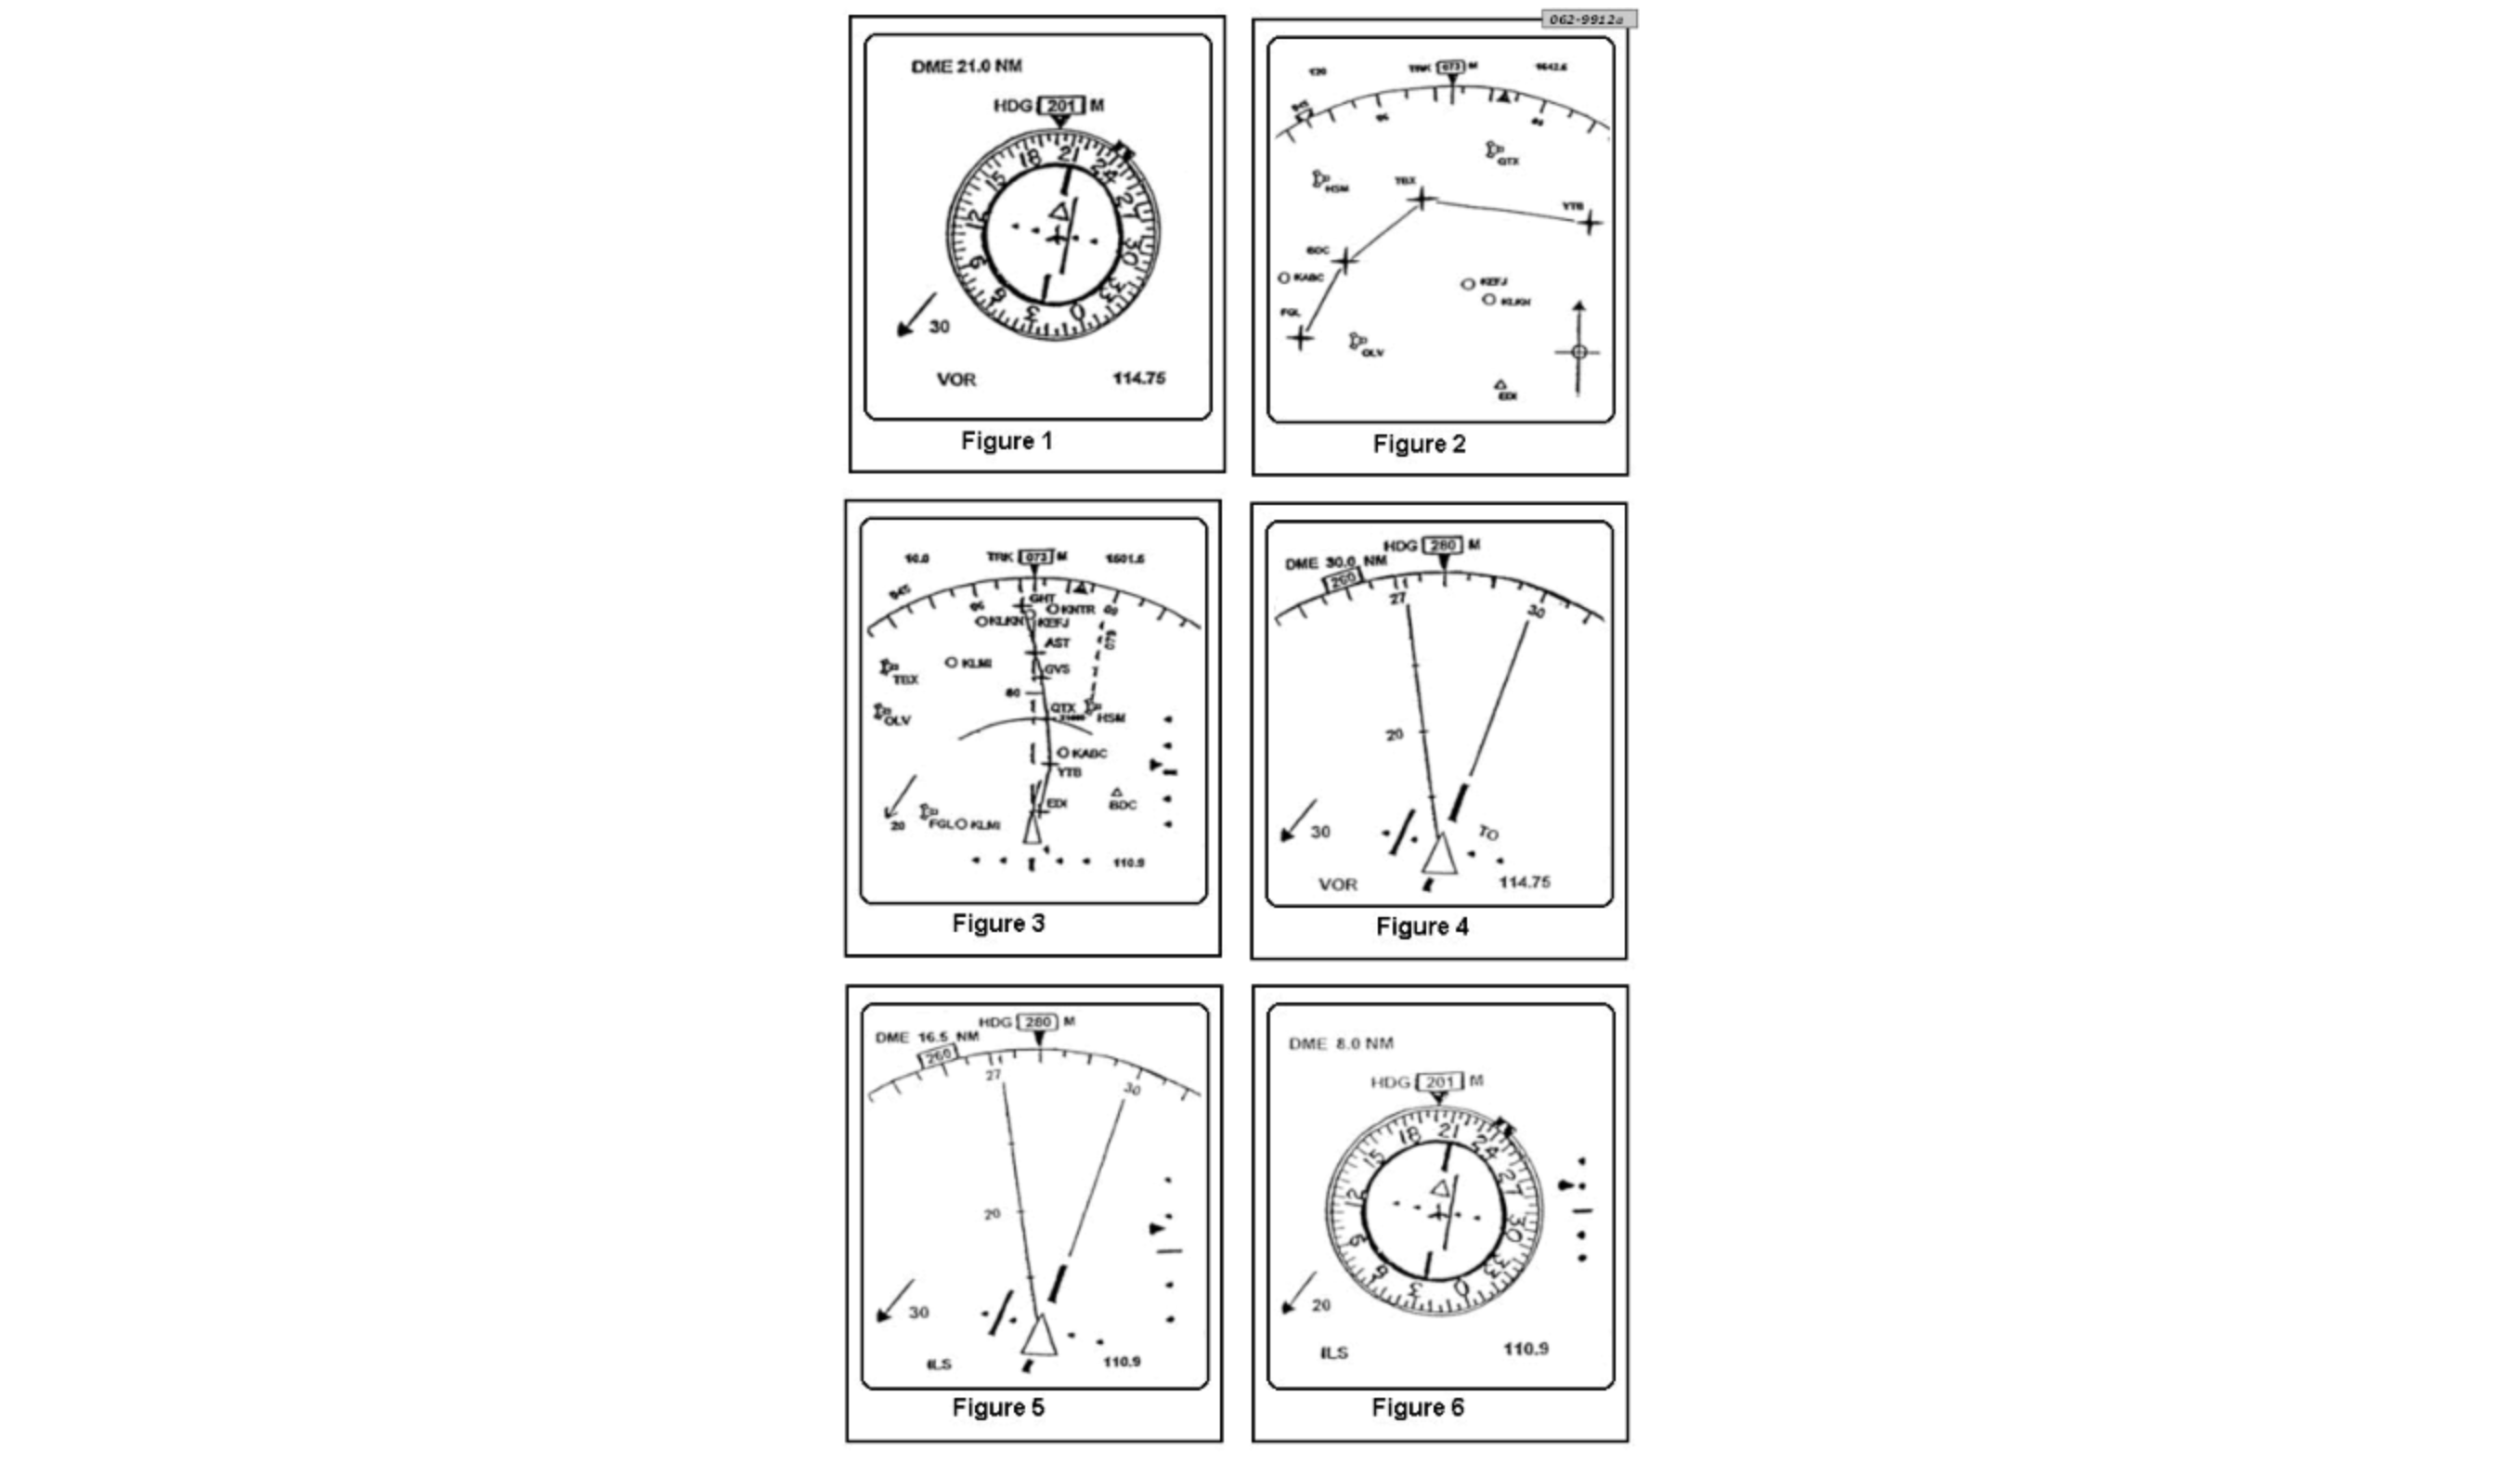 062-9912a
DME 21.0 NM
HDG 201 M
18 21 24
15 27
12 30
9 33
6 3 0
30
VOR 114.75
Figure 1
120 TRK 073 M 1642.6
QTX
HSM
TBX
YTB
BDC
KABC
KEFJ
KLKN
FGL
OLV
EDI
Figure 2
10.0 TRK 073 M 1501.6
GHT
KNTR
KLKN KEFJ
079
AST
KLMI
GVS
TBX
80
QTX
OLV
HSM
KABC
YTB
EDI
BDC
20
FGL KLMI
110.9
Figure 3
HDG 280 M
DME 30.0 NM
260
27
30
20
30
TO
VOR 114.75
Figure 4
HDG 280 M
DME 16.5 NM
260
27
30
20
30
ILS 110.9
Figure 5
DME 8.0 NM
HDG 201 M
18 21 24
15 27
12 30
9 33
6 3 0
20
ILS 110.9
Figure 6